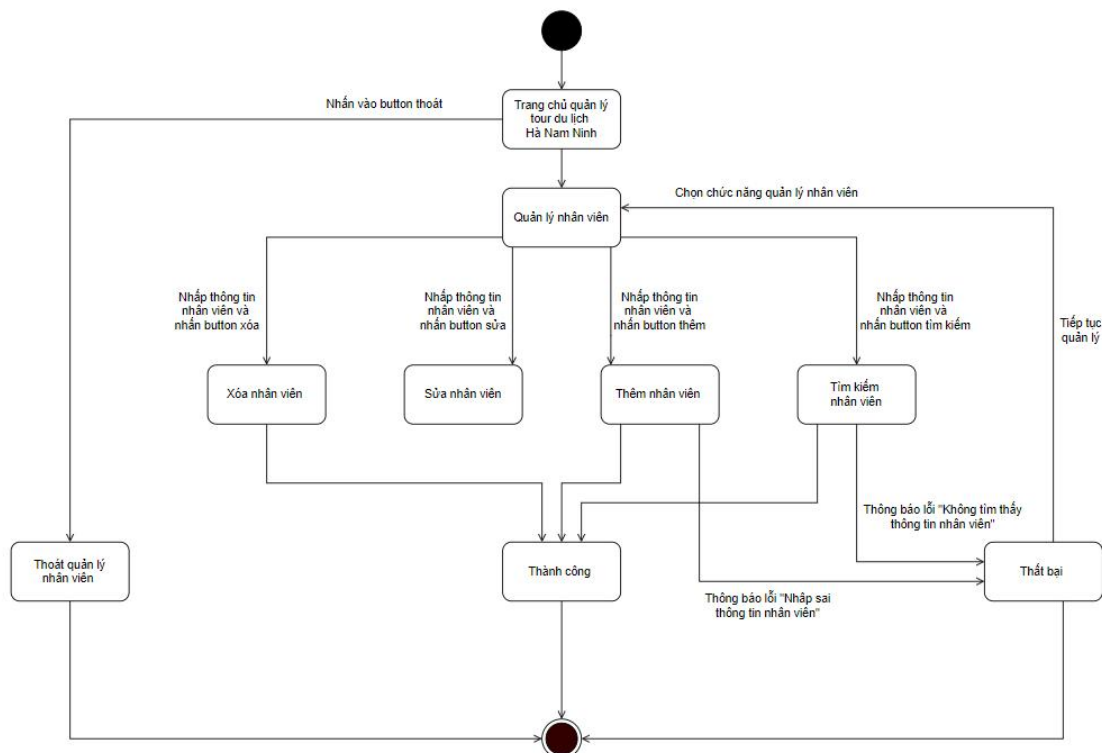 Nhấn vào button thoát
Trang chủ quản lý
tour du lịch
Hà Nam Ninh
Chọn chức năng quản lý nhân viên
Quản lý nhân viên
Nhấp thông tin
nhân viên và
nhấn button xóa
Nhấp thông tin
nhân viên và
nhấn button sửa
Nhấp thông tin
nhân viên và
nhấn button thêm
Nhấp thông tin
nhân viên và
nhấn button tìm kiếm
Tiếp tục
quản lý
Xóa nhân viên
Sửa nhân viên
Thêm nhân viên
Tìm kiếm
nhân viên
Thông báo lỗi "Không tìm thấy
thông tin nhân viên"
Thoát quản lý
nhân viên
Thành công
Thất bại
Thông báo lỗi "Nhâp sai
thông tin nhân viên"